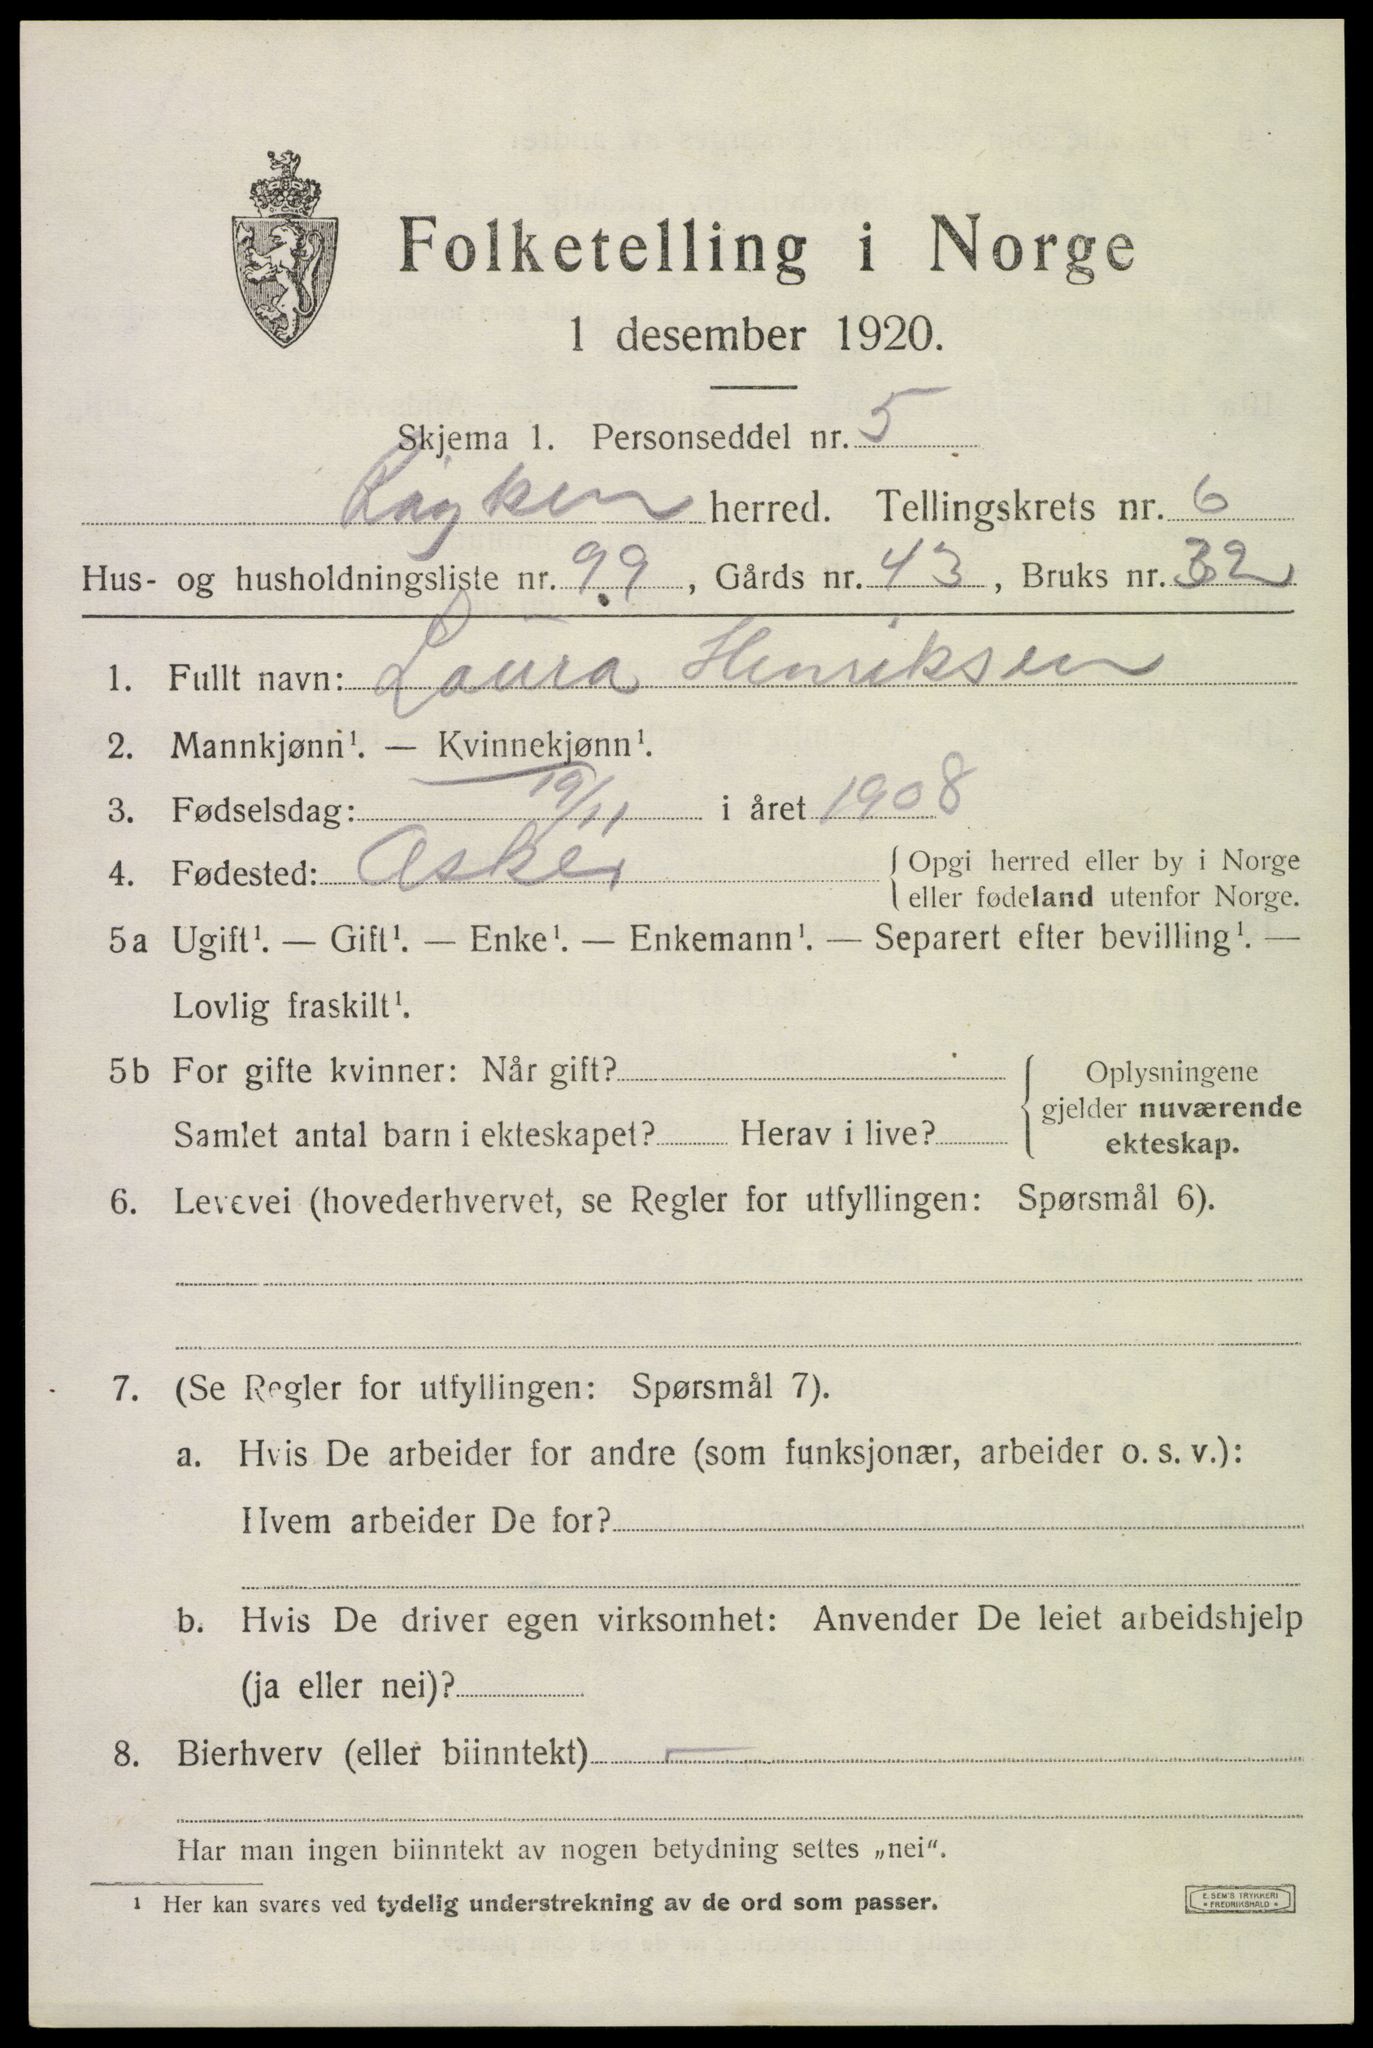 Folketelling i Norge
1 desember 1920.
Skjema 1. Personseddel nr. 5
Røyken herred. Tellingskrets nr. 6
Hus- og husholdningsliste nr. 99, Gårds nr. 43, Bruks nr. 32
1. Fullt navn: Laura Henriksen
2. Mannkjønn¹. — Kvinnekjønn¹.
3. Fødselsdag: 19/11 i året 1908
4. Fødested: Asker { Opgi herred eller by i Norge
eller fødeland utenfor Norge.
5a Ugift¹. — Gift¹. — Enke¹. — Enkemann¹. — Separert efter bevilling¹. —
Lovlig fraskilt¹.
5b For gifte kvinner: Når gift? Oplysningene
gjelder nuværende
Samlet antal barn i ekteskapet? Herav i live? ekteskap.
6. Levevei (hovederhvervet, se Regler for utfyllingen: Spørsmål 6).
7. (Se Regler for utfyllingen: Spørsmål 7).
a. Hvis De arbeider for andre (som funksjonær, arbeider o. s. v.):
Hvem arbeider De for?
b. Hvis De driver egen virksomhet: Anvender De leiet arbeidshjelp
(ja eller nei)?
8. Bierhverv (eller biinntekt) —
Har man ingen biinntekt av nogen betydning settes „nei“.
¹ Her kan svares ved tydelig understrekning av de ord som passer.
E. SEM'S TRYKKERI
* FREDRIKSHALD *